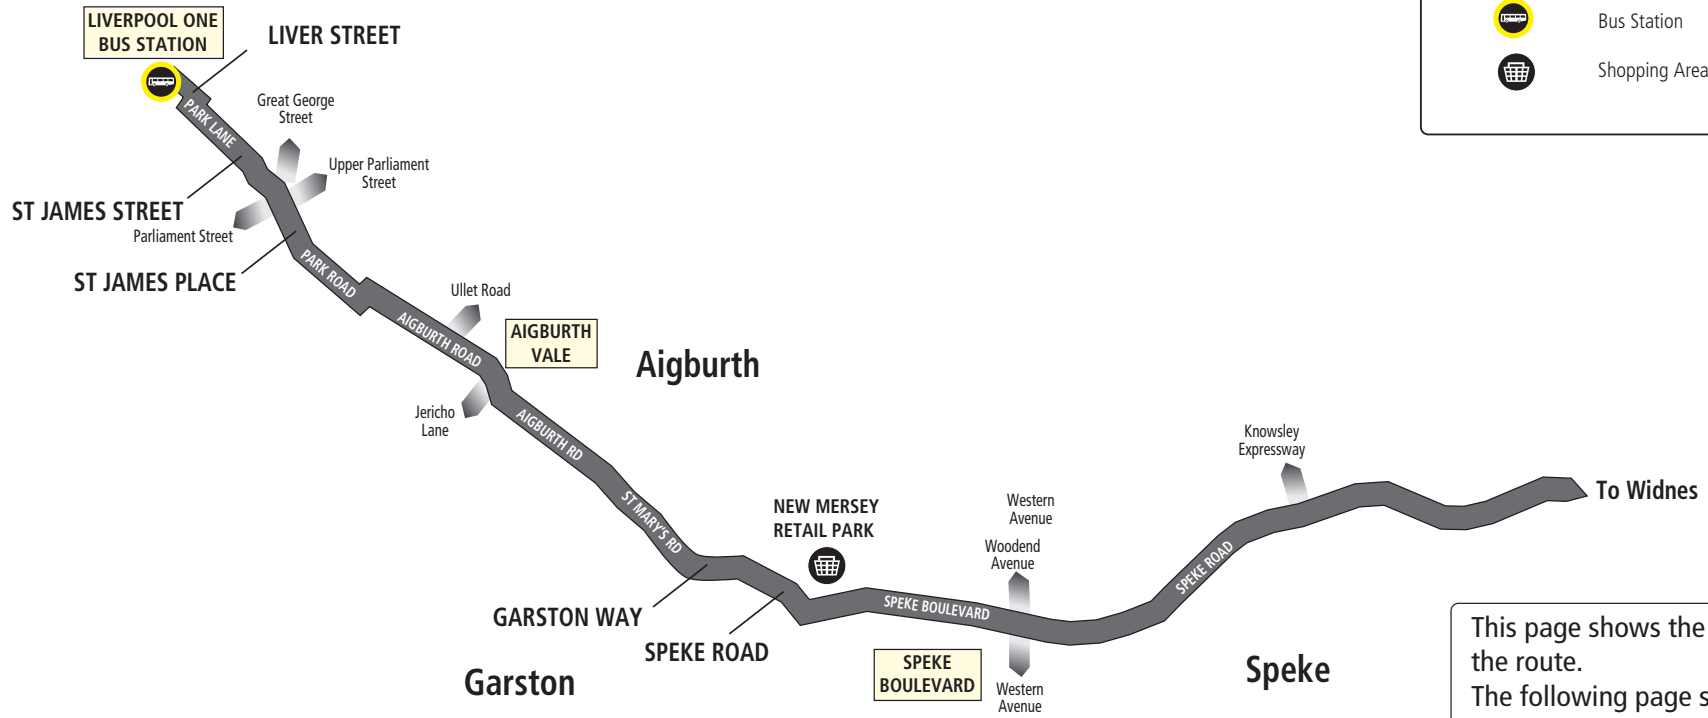 LIVERPOOL ONE
BUS STATION
LIVER STREET
Bus Station
Shopping Area
PARK LANE
Great George
Street
Upper Parliament
Street
ST JAMES STREET
Parliament Street
ST JAMES PLACE
PARK ROAD
Ullet Road
AIGBURTH ROAD
AIGBURTH
VALE
Aigburth
Jericho
Lane
AIGBURTH RD
Knowsley
Expressway
To Widnes
ST MARY'S RD
NEW MERSEY
RETAIL PARK
Western
Avenue
Woodend
Avenue
SPEKE ROAD
GARSTON WAY
SPEKE BOULEVARD
SPEKE ROAD
Garston
SPEKE
BOULEVARD
Western
Avenue
Speke
This page shows the
the route.
The following page s